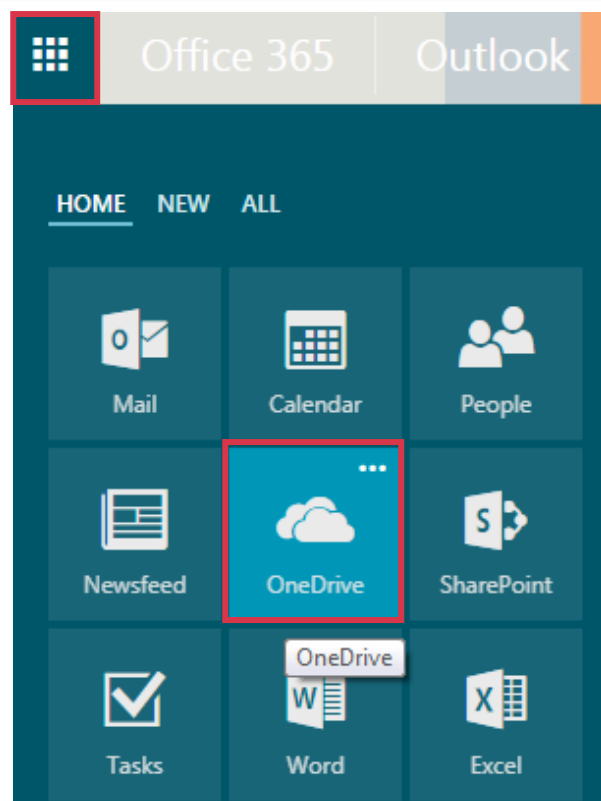 Office 365 Outlook
HOME NEW ALL
Mail Calendar People
Newsfeed OneDrive SharePoint
OneDrive
Tasks Word Excel